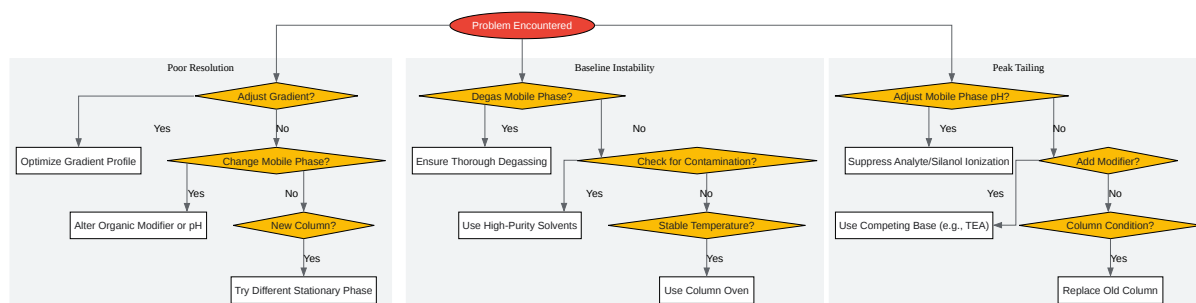 Problem Encountered
Poor Resolution
Adjust Gradient?
Yes
No
Optimize Gradient Profile
Change Mobile Phase?
Yes
No
Alter Organic Modifier or pH
New Column?
Yes
Try Different Stationary Phase
Baseline Instability
Degas Mobile Phase?
Yes
No
Ensure Thorough Degassing
Check for Contamination?
Yes
No
Use High-Purity Solvents
Stable Temperature?
Yes
Use Column Oven
Peak Tailing
Adjust Mobile Phase pH?
Yes
No
Suppress Analyte/Silanol Ionization
Add Modifier?
Yes
No
Use Competing Base (e.g., TEA)
Column Condition?
Yes
Replace Old Column